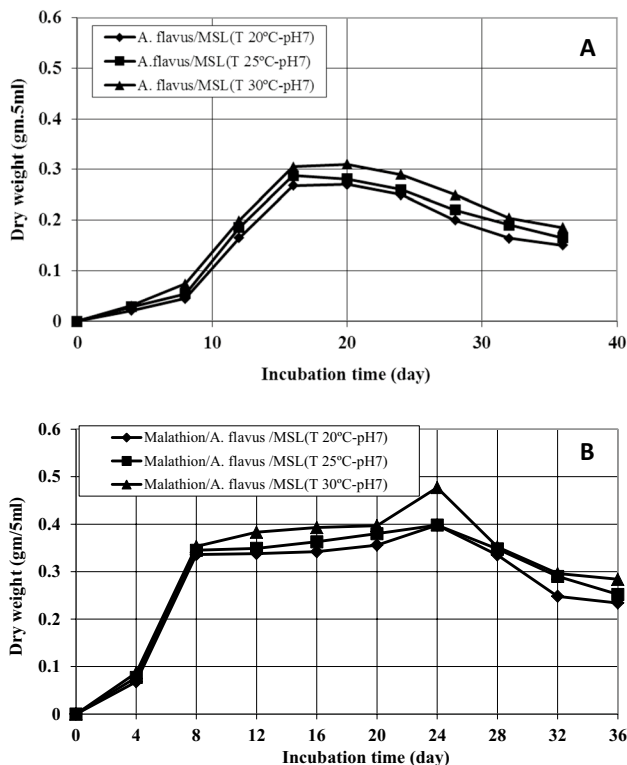 0.6
A
A. flavus/MSL(T 20ºC-pH7)
0.5
A.flavus/MSL(T 25ºC-pH7)
A. flavus/MSL(T 30ºC-pH7)
0.4
0.3
0.2
0.1
0
Dry weight (gm.5ml)
0 10 20 30 40
Incubation time (day)
0.6
B
Malathion/A. flavus /MSL(T 20ºC-pH7)
Malathion/A. flavus /MSL(T 25ºC-pH7)
0.5
Malathion/A. flavus /MSL(T 30ºC-pH7)
0.4
0.3
0.2
0.1
0
Dry weight (gm/5ml)
0 4 8 12 16 20 24 28 32 36
Incubation time (day)